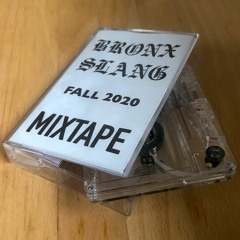 BRONX
SLANG
FALL 2020
MIXTAPE